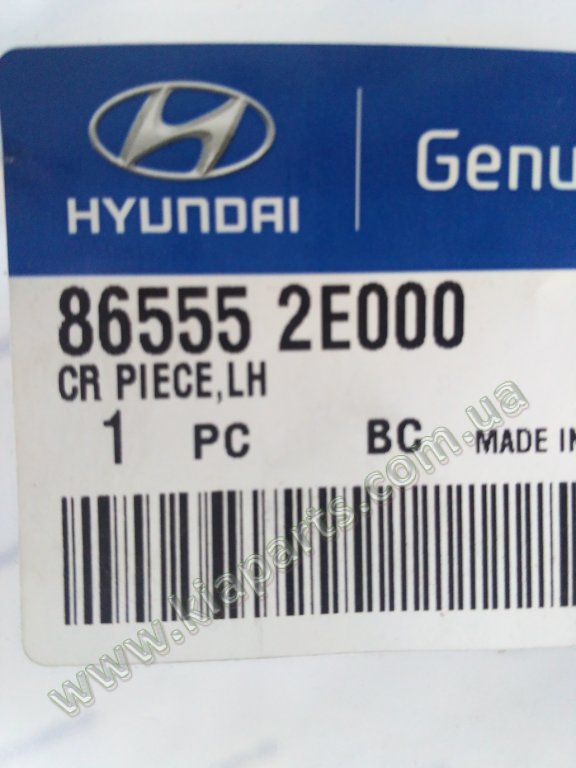 HYUNDAI
Genu
86555 2E000
CR PIECE,LH
1 PC BC MADE IN
www.kiaparts.com.ua